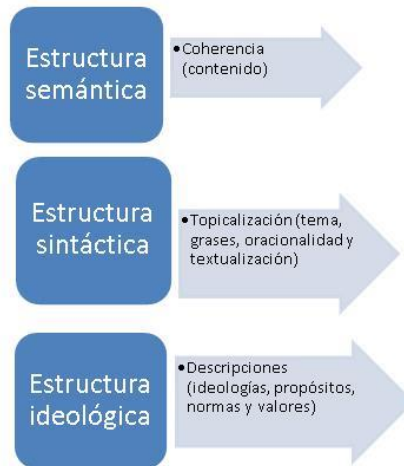 Estructura
semántica
•Coherencia
(contenido)
Estructura
sintáctica
•Topicalización (tema,
grases, oracionalidad y
textualización)
Estructura
ideológica
•Descripciones
(ideologías, propósitos,
normas y valores)